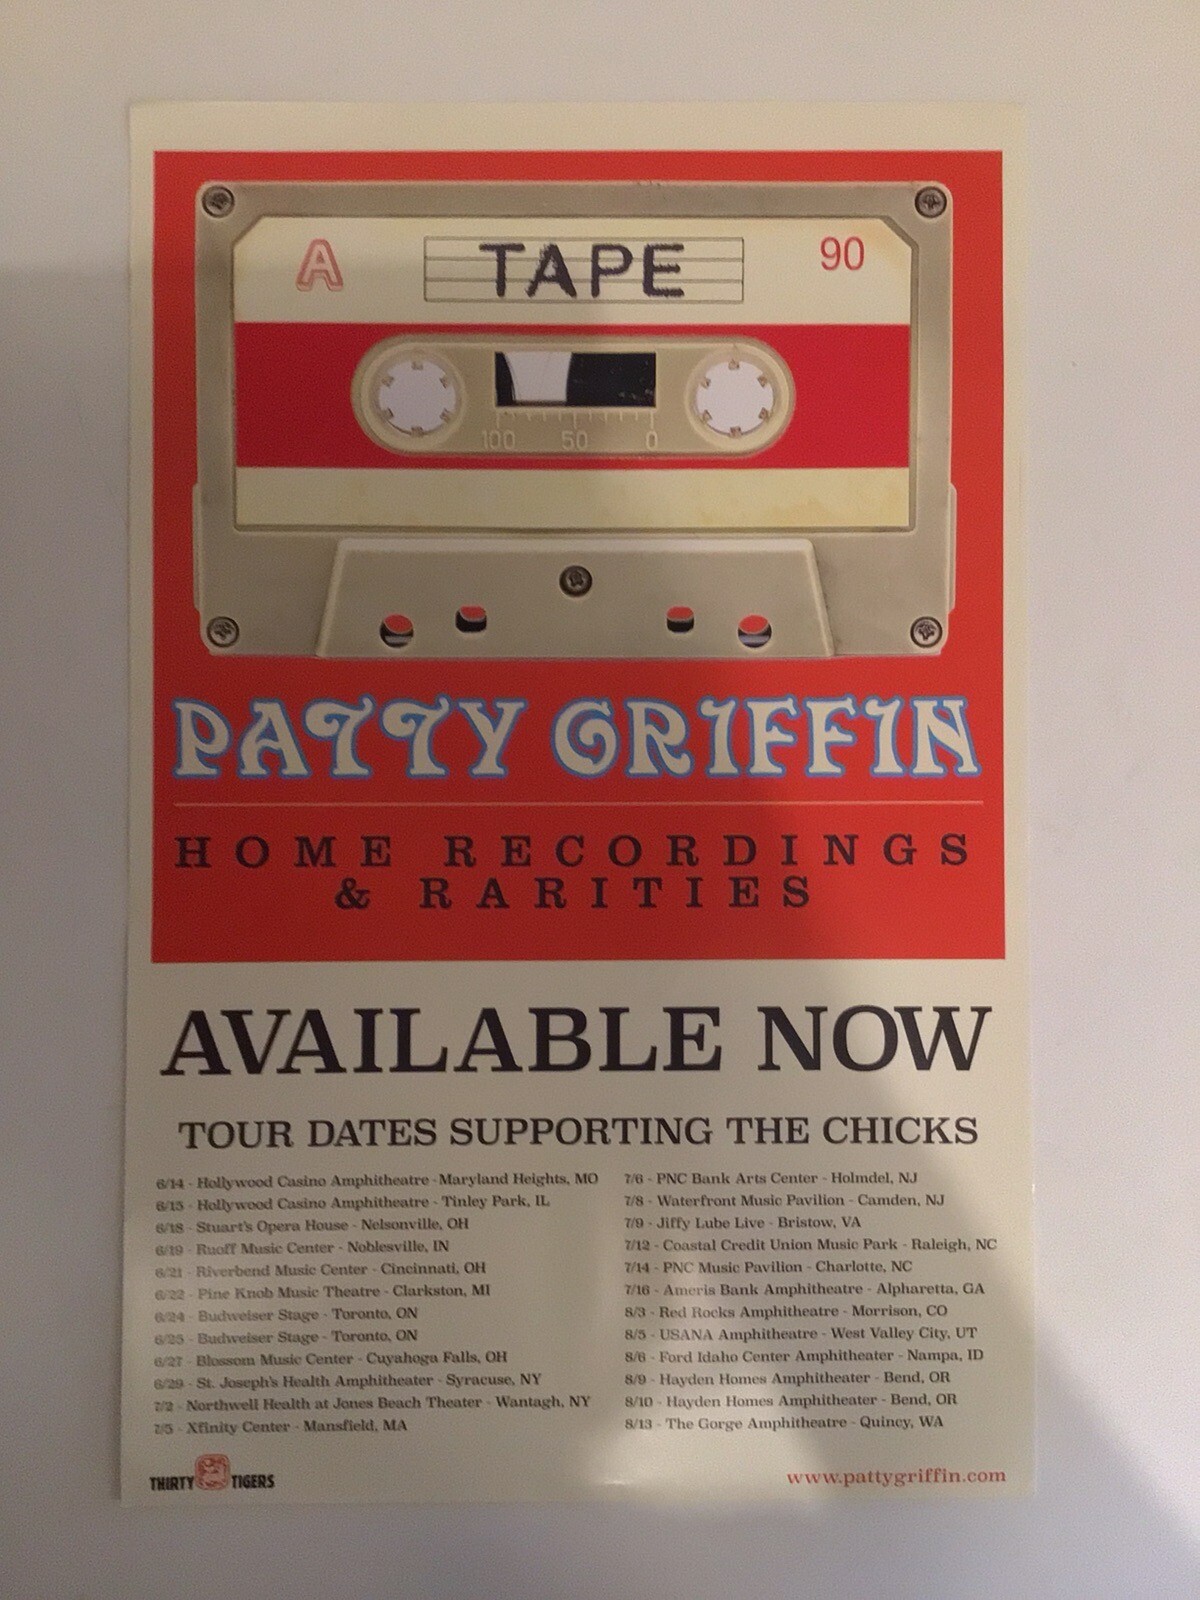 A
TAPE
90
100 50 0
PATTY GRIFFIN
HOME RECORDINGS
& RARITIES
AVAILABLE NOW
TOUR DATES SUPPORTING THE CHICKS
6/14 - Hollywood Casino Amphitheatre - Maryland Heights, MO
6/15 - Hollywood Casino Amphitheatre - Tinley Park, IL
6/18 - Stuart's Opera House - Nelsonville, OH
6/19 - Ruoff Music Center - Noblesville, IN
6/21 - Riverbend Music Center - Cincinnati, OH
6/22 - Pine Knob Music Theatre - Clarkston, MI
6/24 - Budweiser Stage - Toronto, ON
6/25 - Budweiser Stage - Toronto, ON
6/27 - Blossom Music Center - Cuyahoga Falls, OH
6/29 - St. Joseph's Health Amphitheater - Syracuse, NY
7/2 - Northwell Health at Jones Beach Theater - Wantagh, NY
7/5 - Xfinity Center - Mansfield, MA
7/6 - PNC Bank Arts Center - Holmdel, NJ
7/8 - Waterfront Music Pavilion - Camden, NJ
7/9 - Jiffy Lube Live - Bristow, VA
7/12 - Coastal Credit Union Music Park - Raleigh, NC
7/14 - PNC Music Pavilion - Charlotte, NC
7/16 - Ameris Bank Amphitheatre - Alpharetta, GA
8/3 - Red Rocks Amphitheatre - Morrison, CO
8/5 - USANA Amphitheatre - West Valley City, UT
8/6 - Ford Idaho Center Amphitheater - Nampa, ID
8/9 - Hayden Homes Amphitheater - Bend, OR
8/10 - Hayden Homes Amphitheater - Bend, OR
8/13 - The Gorge Amphitheatre - Quincy, WA
THIRTY TIGERS
www.pattygriffin.com